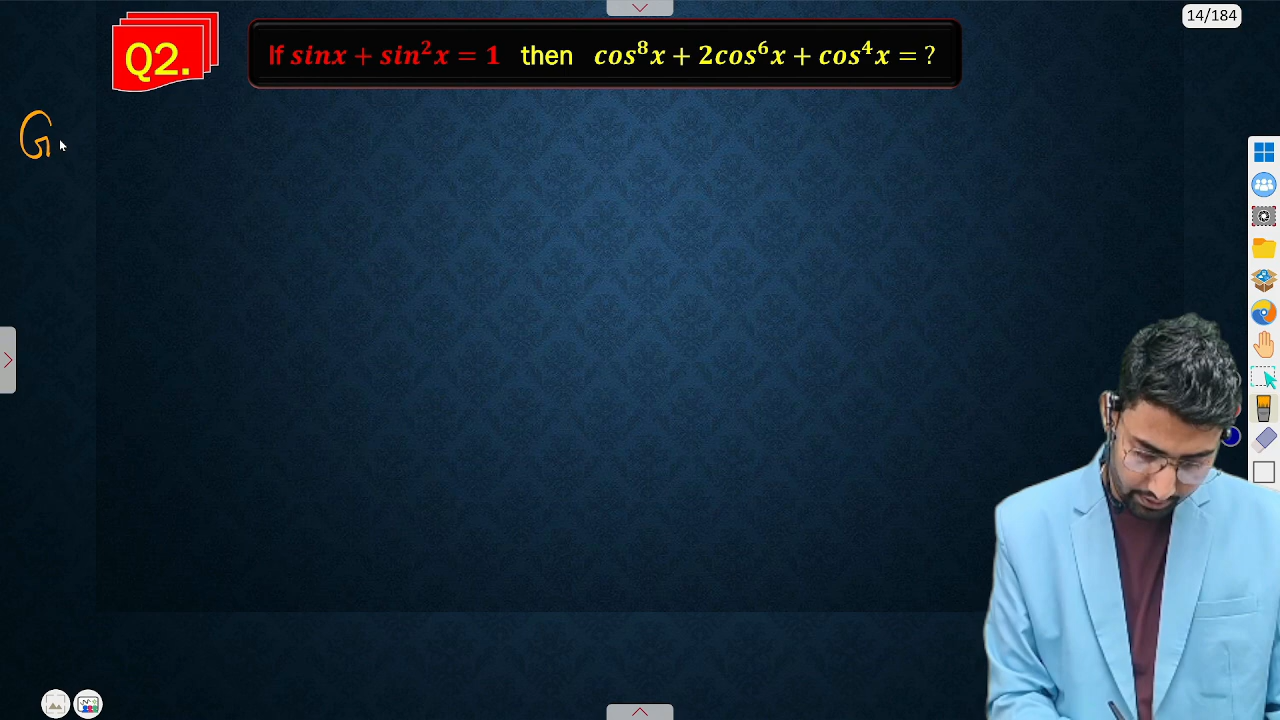 14/184
Q2. If sinx + sin²x = 1 then cos⁸x + 2cos⁶x + cos⁴x = ?
G